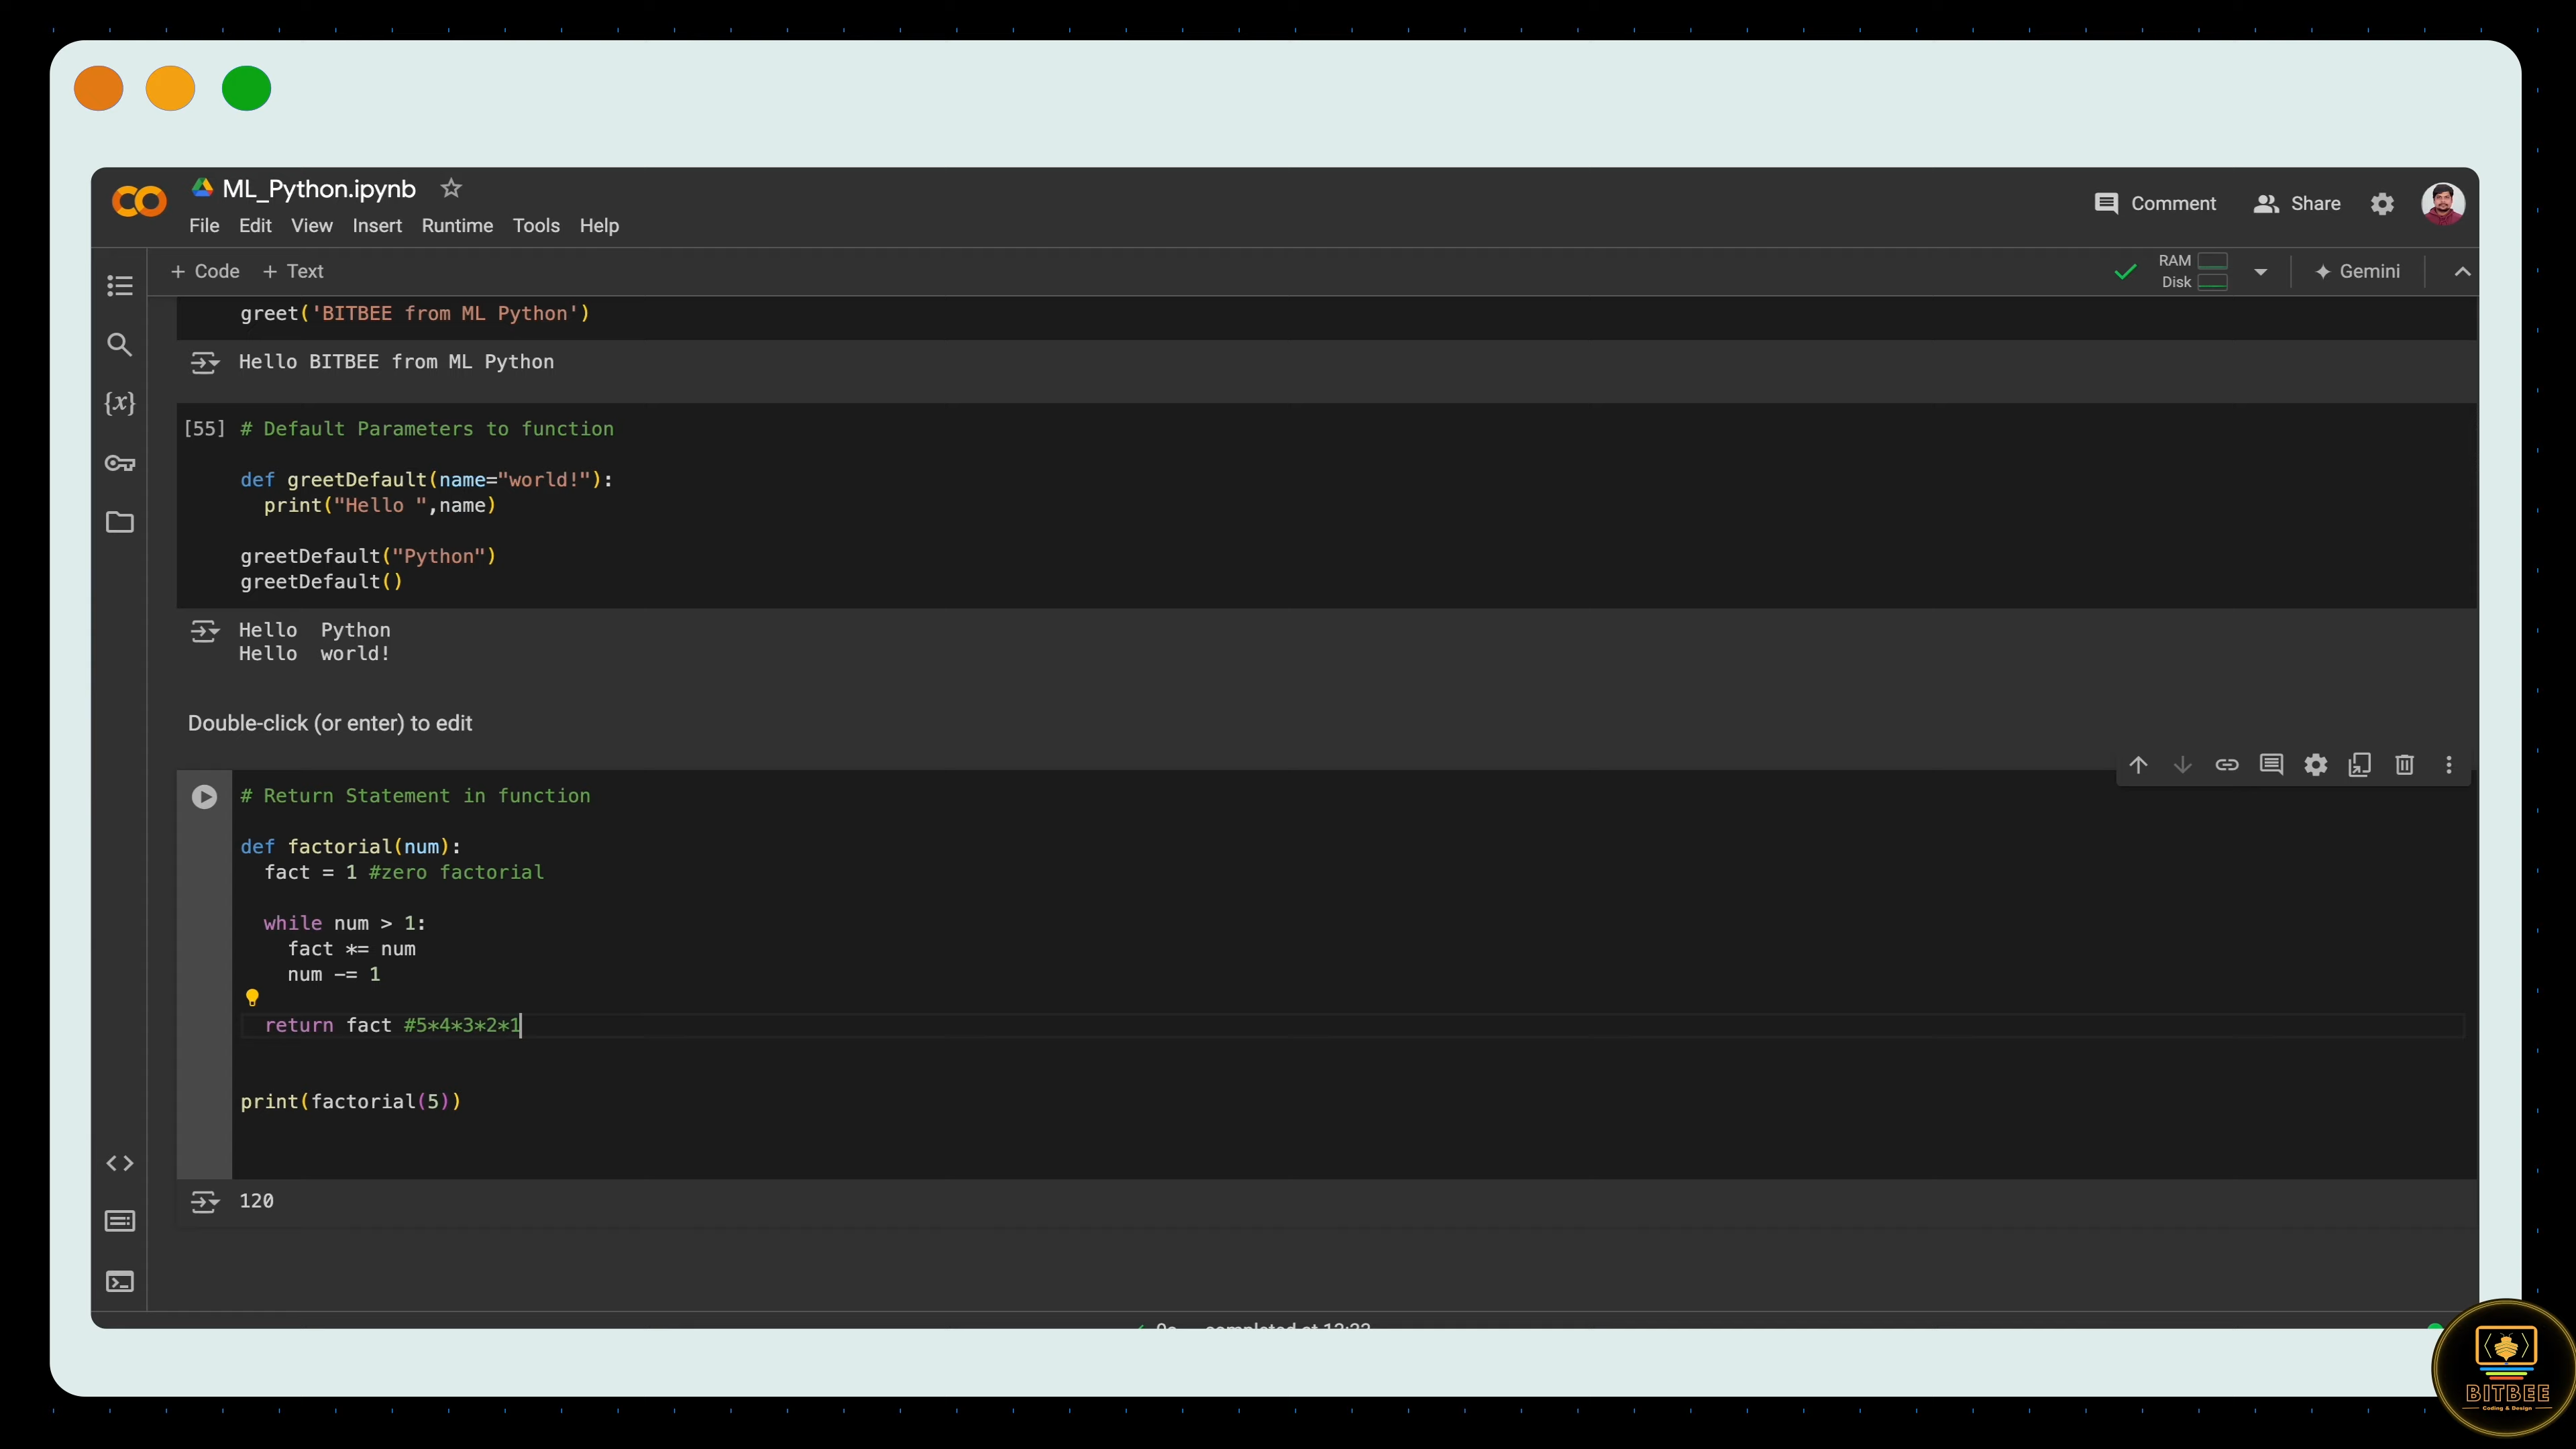 ML_Python.ipynb
File Edit View Insert Runtime Tools Help
Comment Share
+ Code + Text
RAM
Disk
Gemini
greet('BITBEE from ML Python')
Hello BITBEE from ML Python
[55] # Default Parameters to function
def greetDefault(name="world!"):
  print("Hello ",name)
greetDefault("Python")
greetDefault()
Hello  Python
Hello  world!
Double-click (or enter) to edit
# Return Statement in function
def factorial(num):
  fact = 1 #zero factorial
  while num > 1:
    fact *= num
    num -= 1
  return fact #5*4*3*2*1
print(factorial(5))
120
{x}
BITBEE
Coding & Design